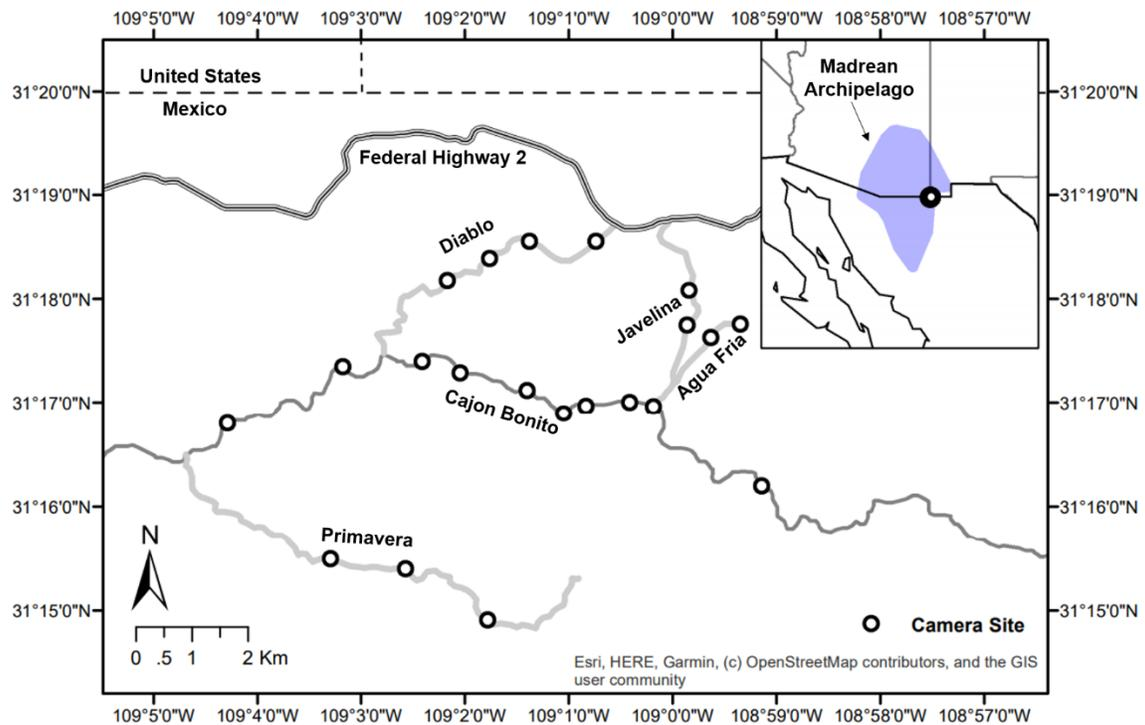 109°5'0"W 109°4'0"W 109°3'0"W 109°2'0"W 109°1'0"W 109°0'0"W 108°59'0"W 108°58'0"W 108°57'0"W
United States
Mexico
31°20'0"N
31°20'0"N
Madrean
Archipelago
Federal Highway 2
31°19'0"N
31°19'0"N
Diablo
31°18'0"N
31°18'0"N
Javelina
Agua Fria
31°17'0"N
31°17'0"N
Cajon Bonito
31°16'0"N
31°16'0"N
N
Primavera
31°15'0"N
31°15'0"N
0 .5 1 2 Km
Camera Site
Esri, HERE, Garmin, (c) OpenStreetMap contributors, and the GIS
user community
109°5'0"W 109°4'0"W 109°3'0"W 109°2'0"W 109°1'0"W 109°0'0"W 108°59'0"W 108°58'0"W 108°57'0"W